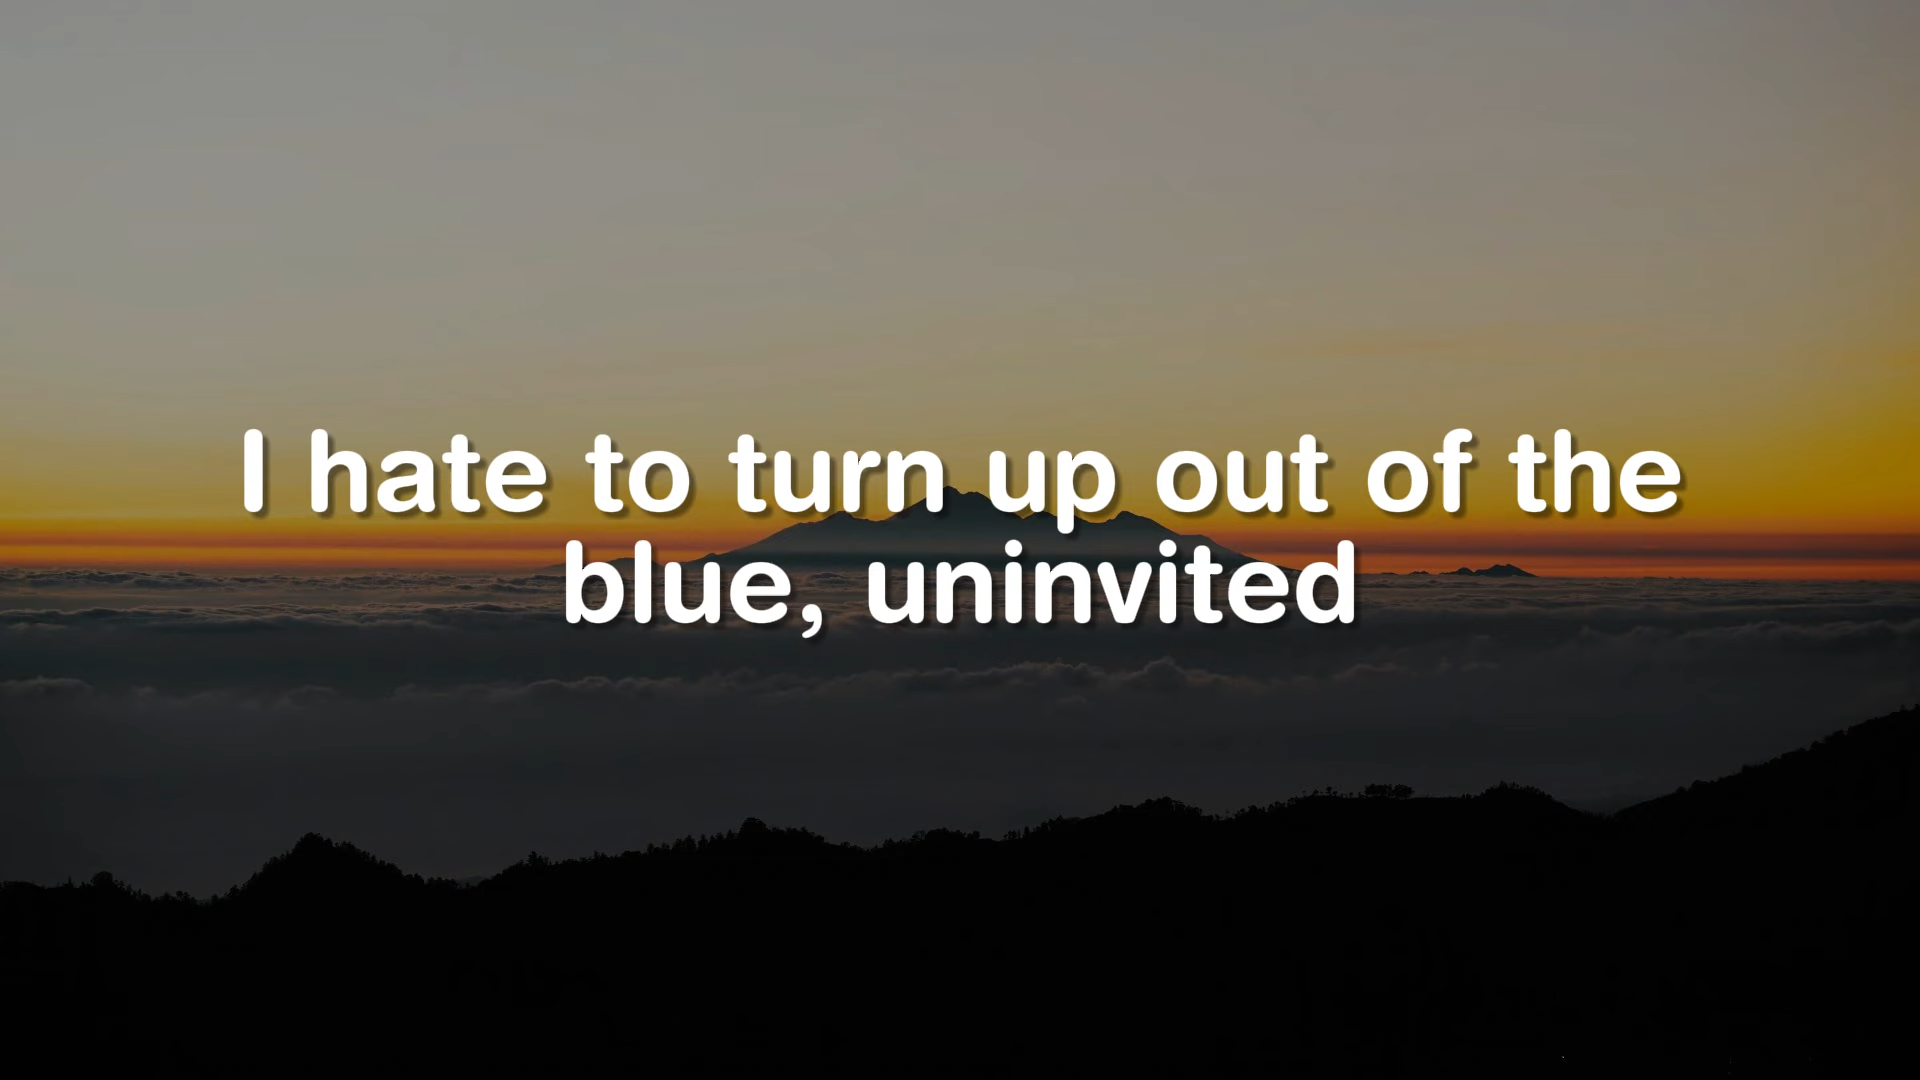 I hate to turn up out of the
blue, uninvited